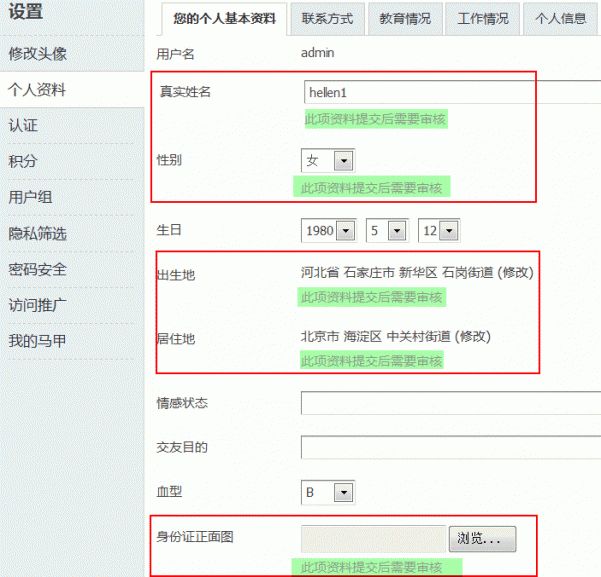 设置
您的个人基本资料 联系方式 教育情况 工作情况 个人信息
修改头像
个人资料
认证
积分
用户组
隐私筛选
密码安全
访问推广
我的马甲
用户名 admin
真实姓名 hellen1
此项资料提交后需要审核
性别 女
此项资料提交后需要审核
生日 1980 5 12
出生地 河北省 石家庄市 新华区 石岗街道 (修改)
此项资料提交后需要审核
居住地 北京市 海淀区 中关村街道 (修改)
此项资料提交后需要审核
情感状态
交友目的
血型 B
身份证正面图 浏览...
此项资料提交后需要审核